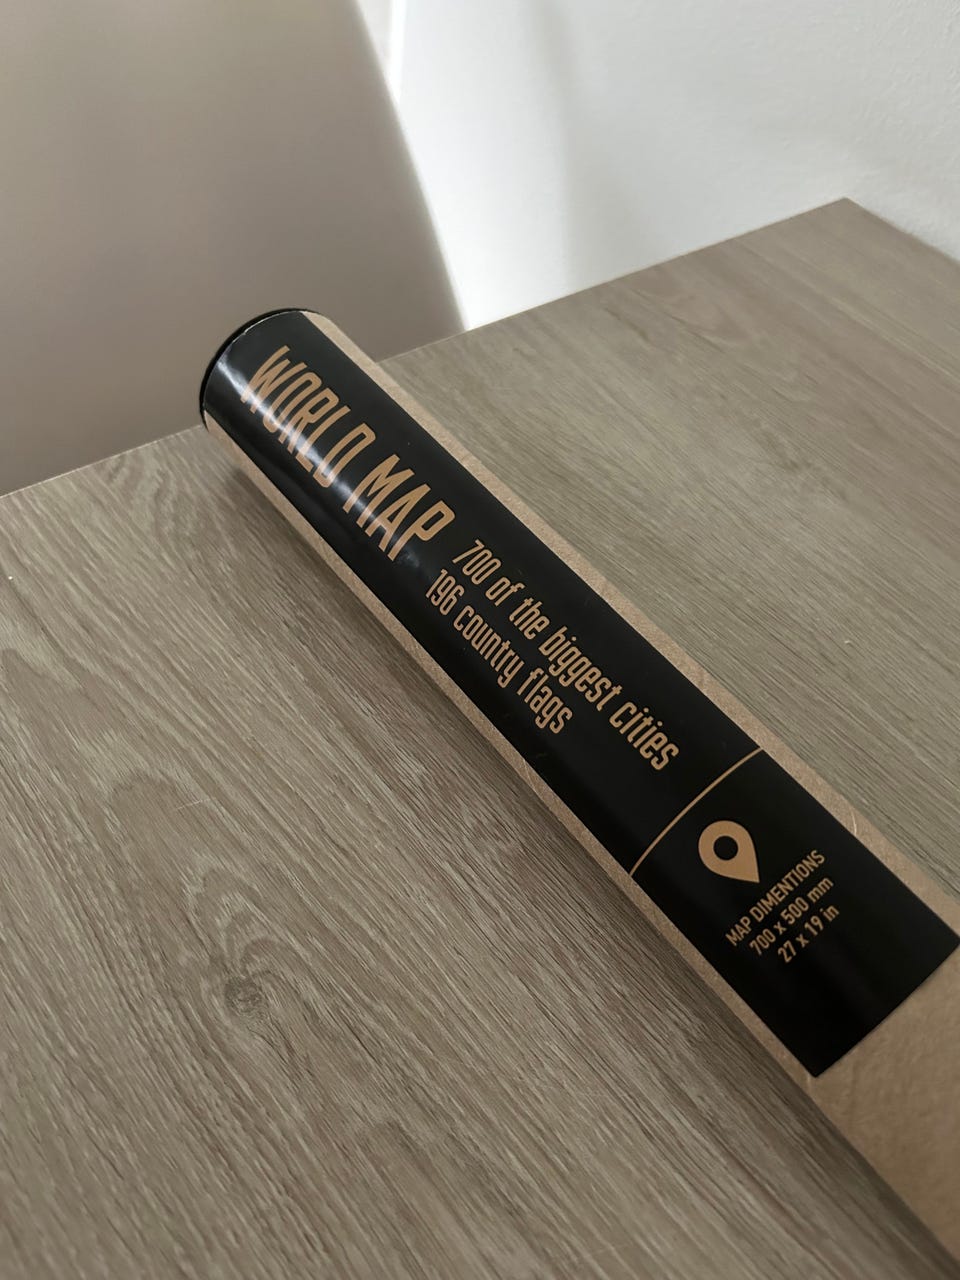 WORLD MAP
700 of the biggest cities
196 country flags
MAP DIMENTIONS
700 x 500 mm
27 x 19 in